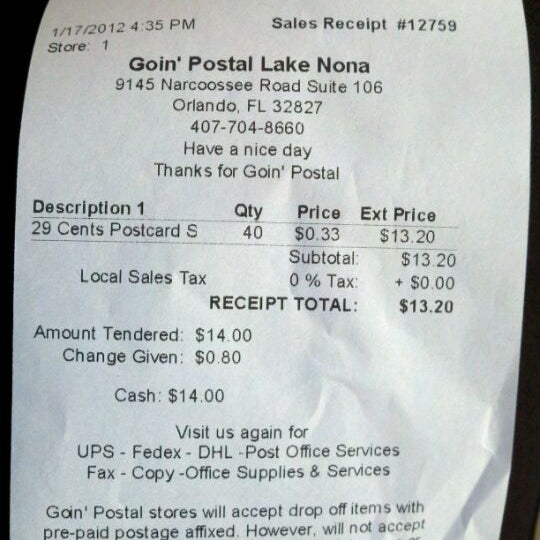 1/17/2012 4:35 PM Sales Receipt #12759
Store: 1
Goin' Postal Lake Nona
9145 Narcoossee Road Suite 106
Orlando, FL 32827
407-704-8660
Have a nice day
Thanks for Goin' Postal
Description 1 Qty Price Ext Price
29 Cents Postcard S 40 $0.33 $13.20
Subtotal: $13.20
Local Sales Tax 0 % Tax: + $0.00
RECEIPT TOTAL: $13.20
Amount Tendered: $14.00
Change Given: $0.80
Cash: $14.00
Visit us again for
UPS - Fedex - DHL -Post Office Services
Fax - Copy -Office Supplies & Services
Goin' Postal stores will accept drop off items with
pre-paid postage affixed. However, will not accept